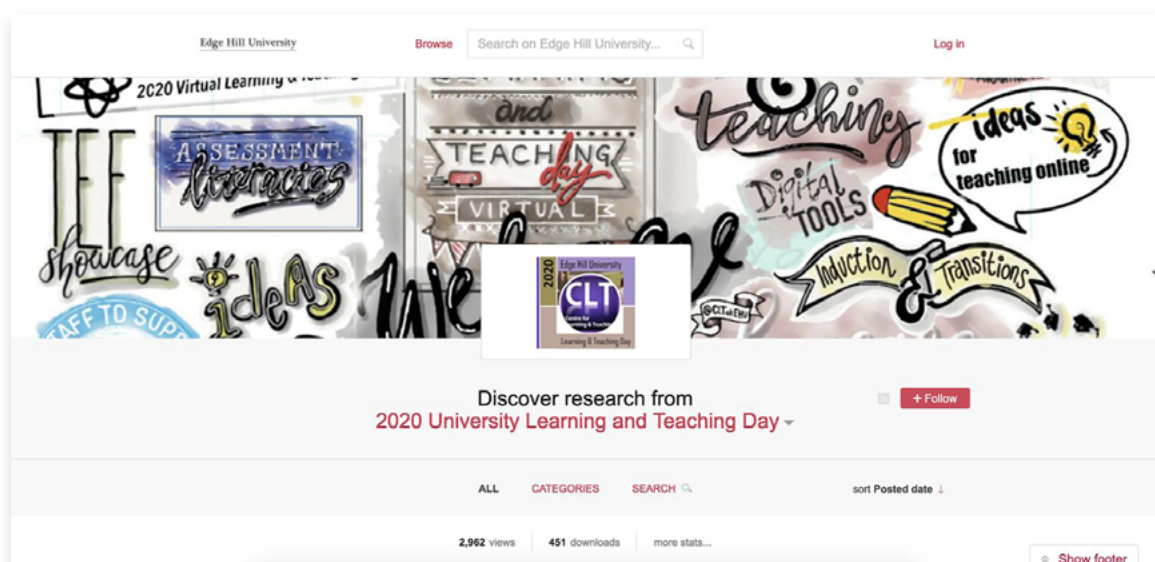 Edge Hill University
Browse
Search on Edge Hill University...
Log in
2020 Virtual Learning &
and
teaching
ideas
for
teaching online
TEF
showcase
ASSESSMENT
literacies
TEACHING
day
VIRTUAL
Digital
TOOLS
ideas
We
Induction & Transitions
@CLTatEHU
STAFF TO
2020
Edge Hill University
CLT
Centre for
Learning & Teaching
Learning & Teaching Day
Discover research from
2020 University Learning and Teaching Day
+ Follow
ALL
CATEGORIES
SEARCH
sort Posted date ↓
2,962 views
451 downloads
more stats...
Show footer